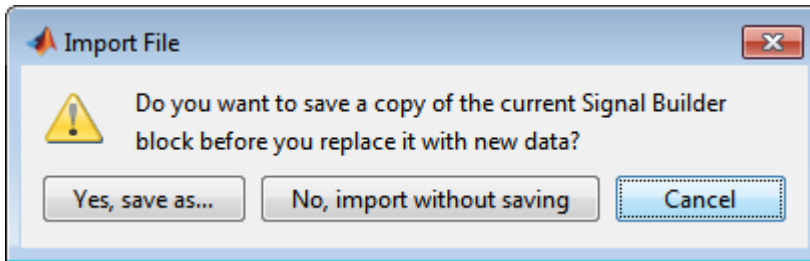 Import File
Do you want to save a copy of the current Signal Builder
block before you replace it with new data?
Yes, save as... No, import without saving Cancel